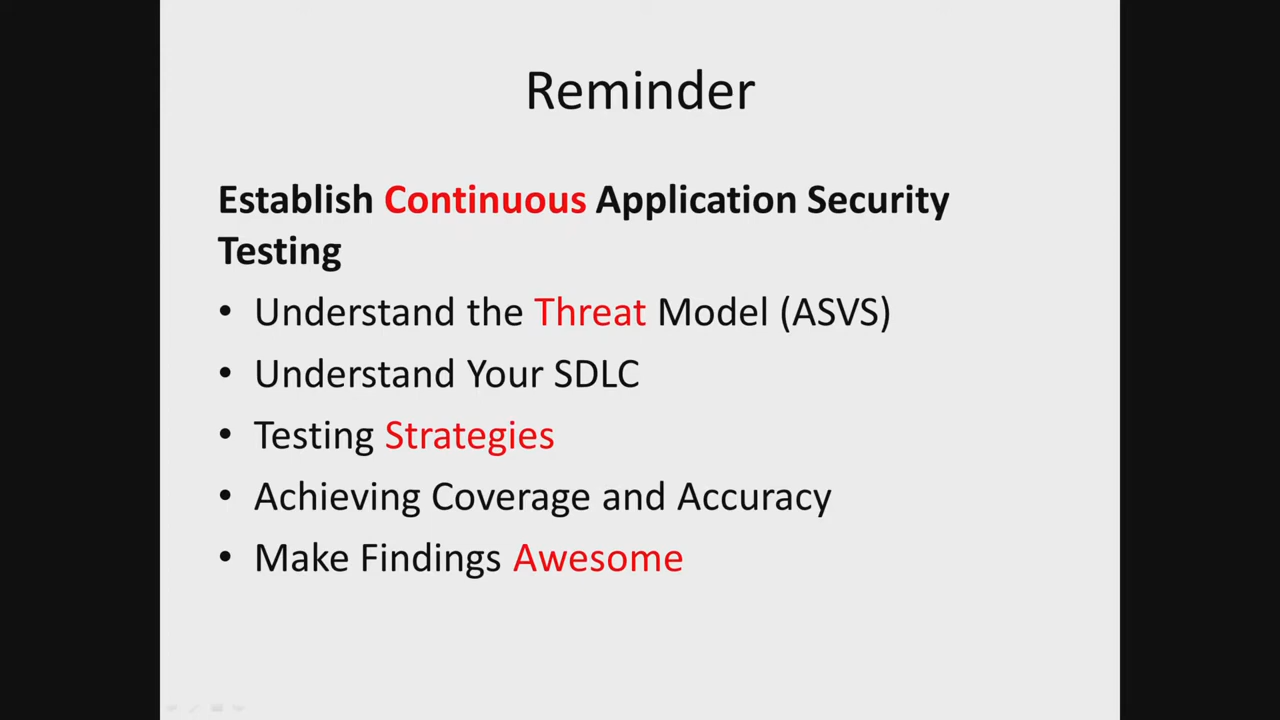 Reminder
Establish Continuous Application Security
Testing
• Understand the Threat Model (ASVS)
• Understand Your SDLC
• Testing Strategies
• Achieving Coverage and Accuracy
• Make Findings Awesome